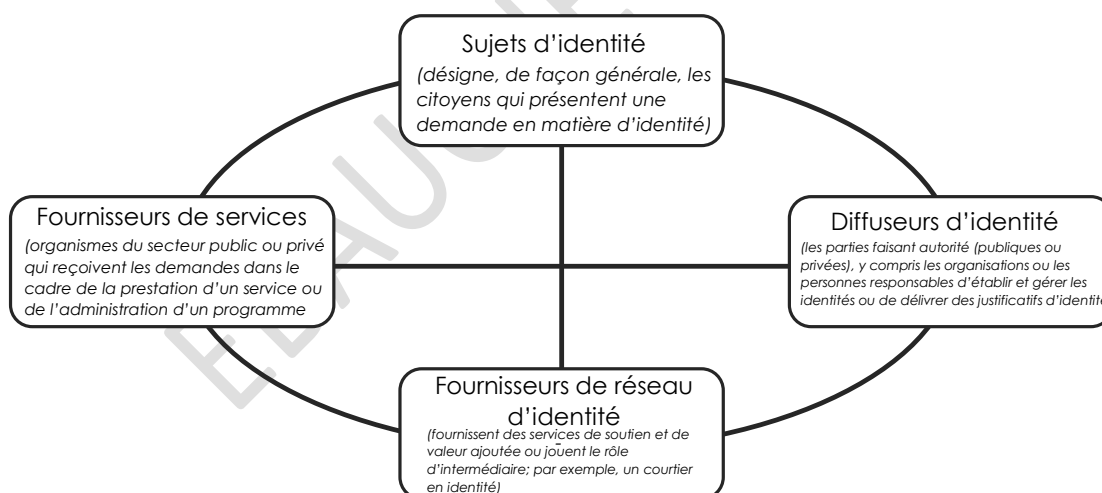 Sujets d'identité
(désigne, de façon générale, les
citoyens qui présentent une
demande en matière d'identité)
Fournisseurs de services
(organismes du secteur public ou privé
qui reçoivent les demandes dans le
cadre de la prestation d'un service ou
de l'administration d'un programme
Diffuseurs d'identité
(les parties faisant autorité (publiques ou
privées), y compris les organisations ou les
personnes responsables d'établir et gérer les
identités ou de délivrer des justificatifs d'identité
Fournisseurs de réseau
d'identité
(fournissent des services de soutien et de
valeur ajoutée ou jouent le rôle
d'intermédiaire; par exemple, un courtier
en identité)